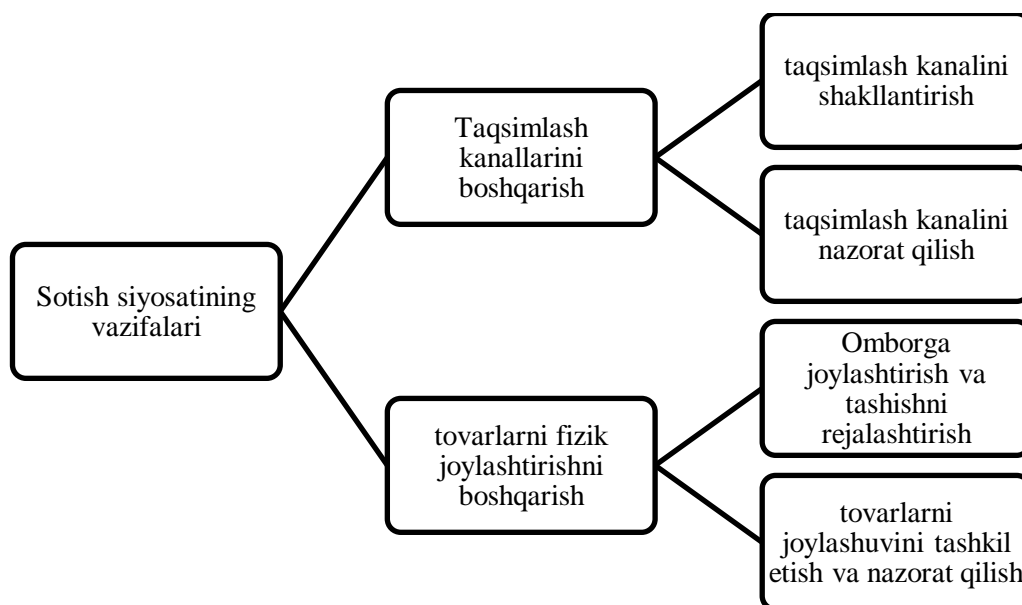 Sotish siyosatining
vazifalari
Taqsimlash
kanallarini
boshqarish
taqsimlash kanalini
shakllantirish
taqsimlash kanalini
nazorat qilish
tovarlarni fizik
joylashtirishni
boshqarish
Omborga
joylashtirish va
tashishni
rejalashtirish
tovarlarni
joylashuvini tashkil
etish va nazorat qilish